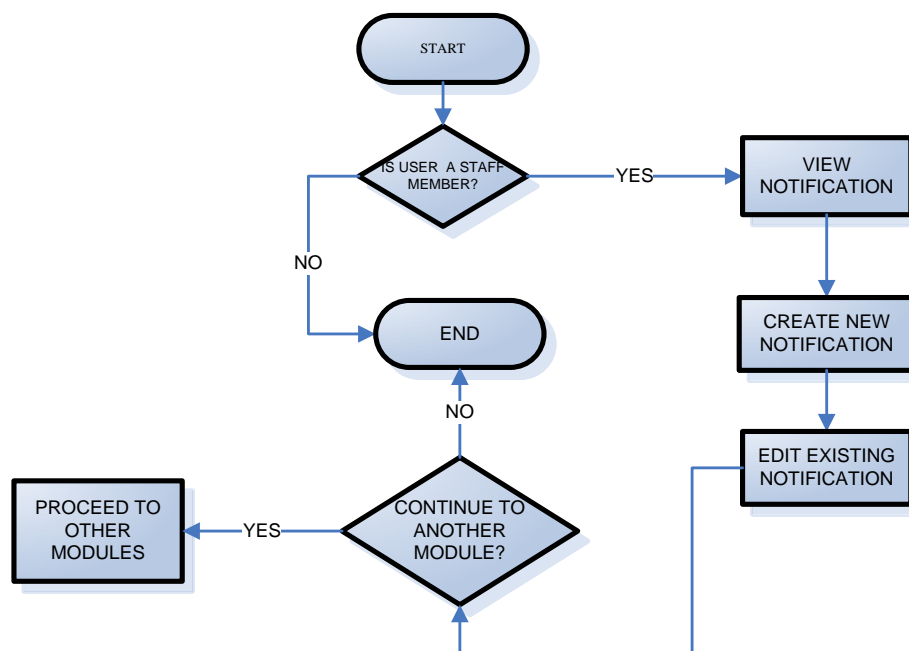 START
IS USER A STAFF
MEMBER?
YES
VIEW
NOTIFICATION
NO
CREATE NEW
NOTIFICATION
END
NO
EDIT EXISTING
NOTIFICATION
PROCEED TO
OTHER
MODULES
YES
CONTINUE TO
ANOTHER
MODULE?